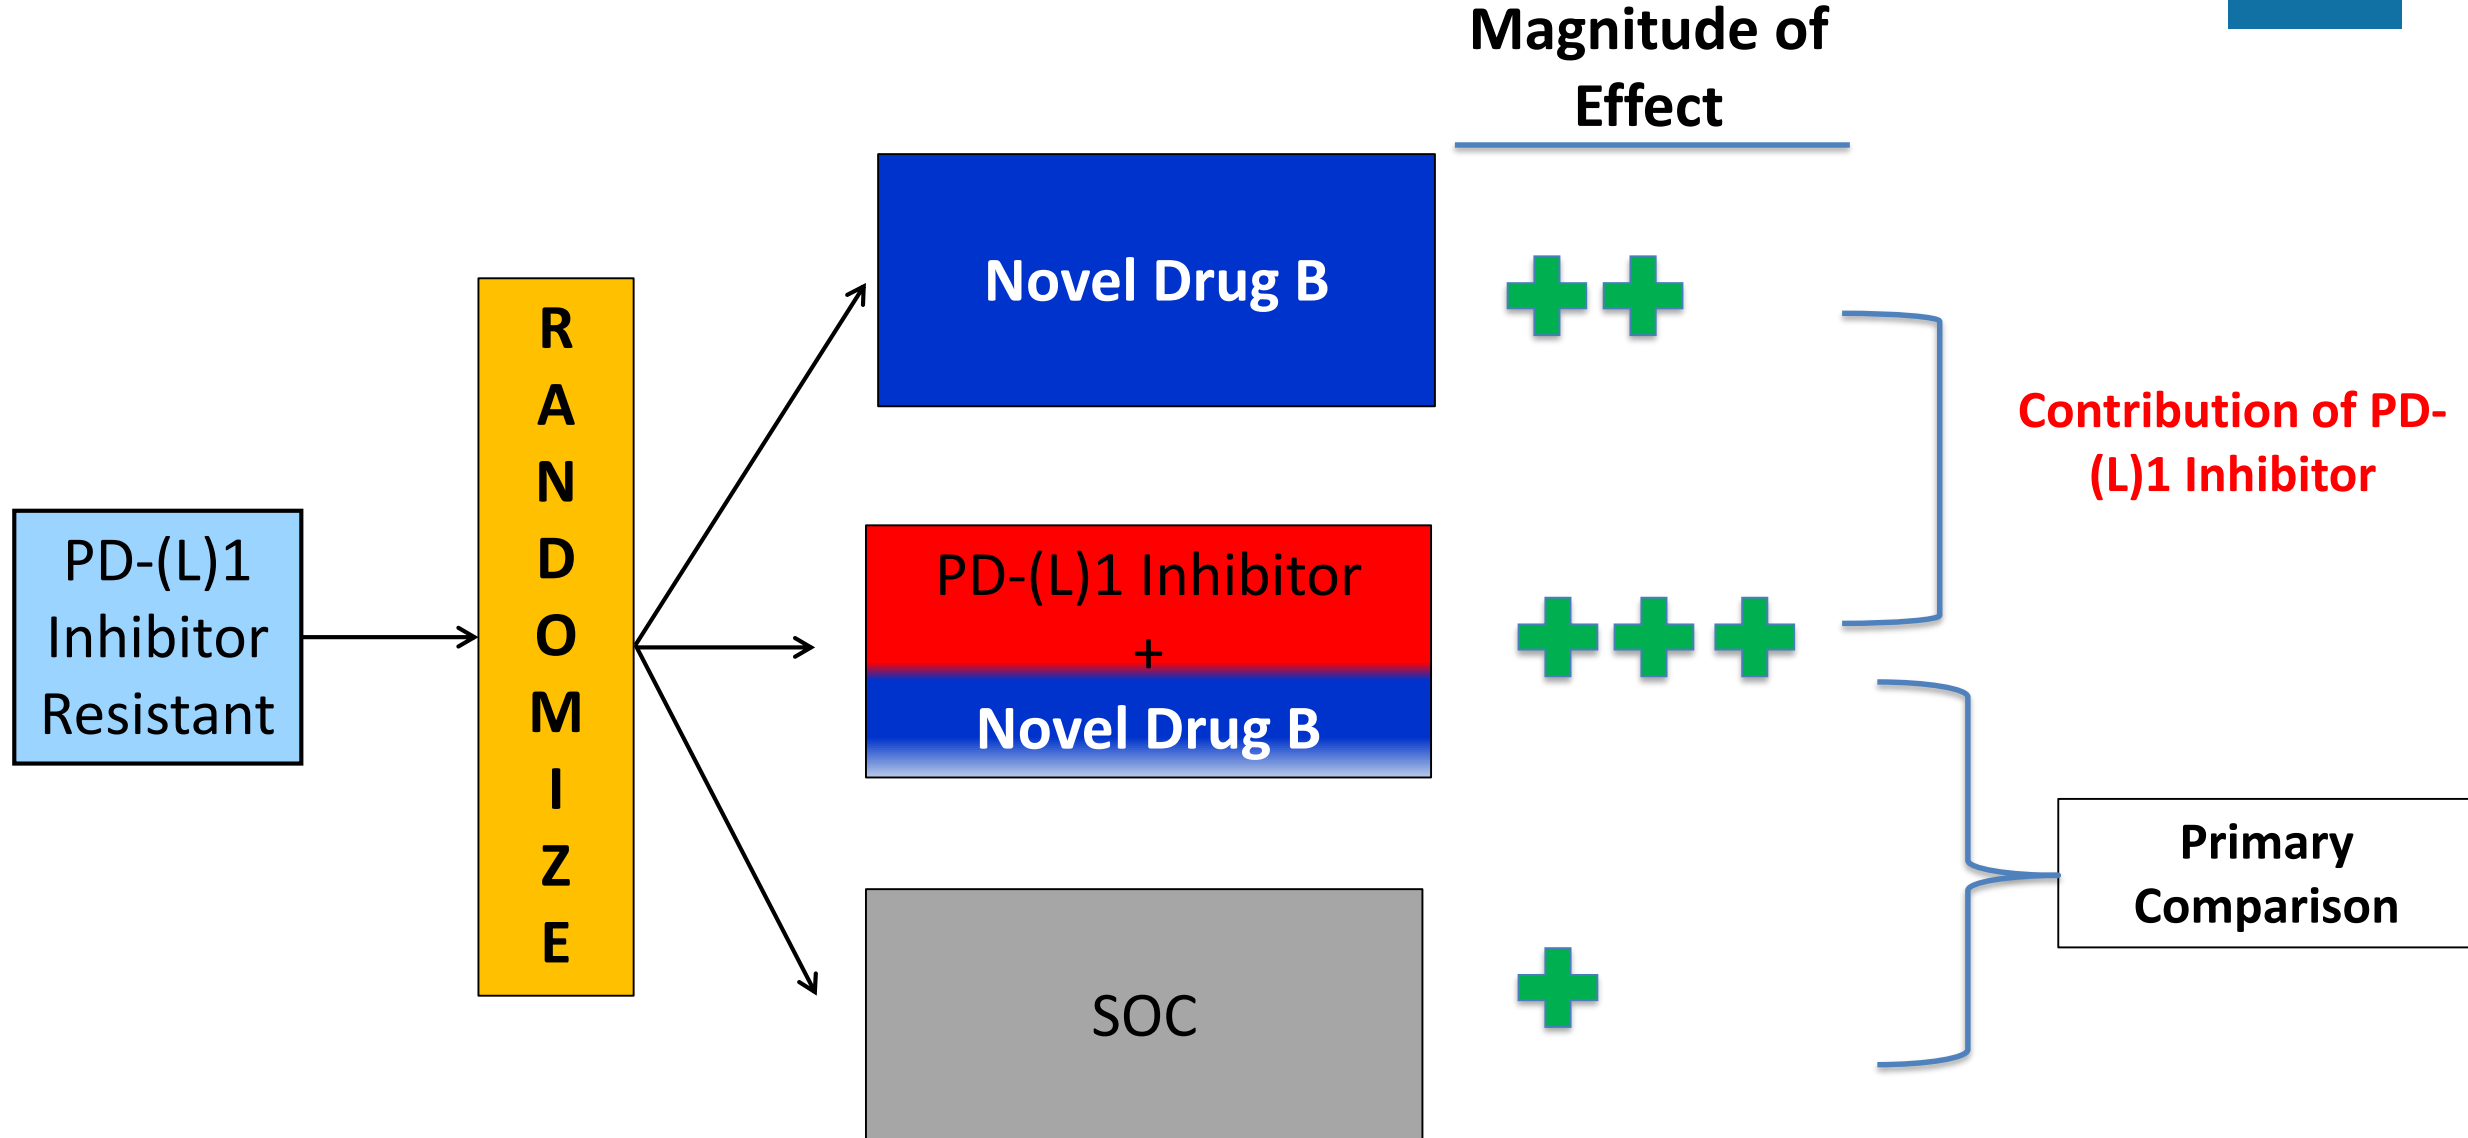 Magnitude of
Effect
PD-(L)1
Inhibitor
Resistant
R
A
N
D
O
M
I
Z
E
Novel Drug B
PD-(L)1 Inhibitor
+
Novel Drug B
SOC
Contribution of PD-
(L)1 Inhibitor
Primary
Comparison